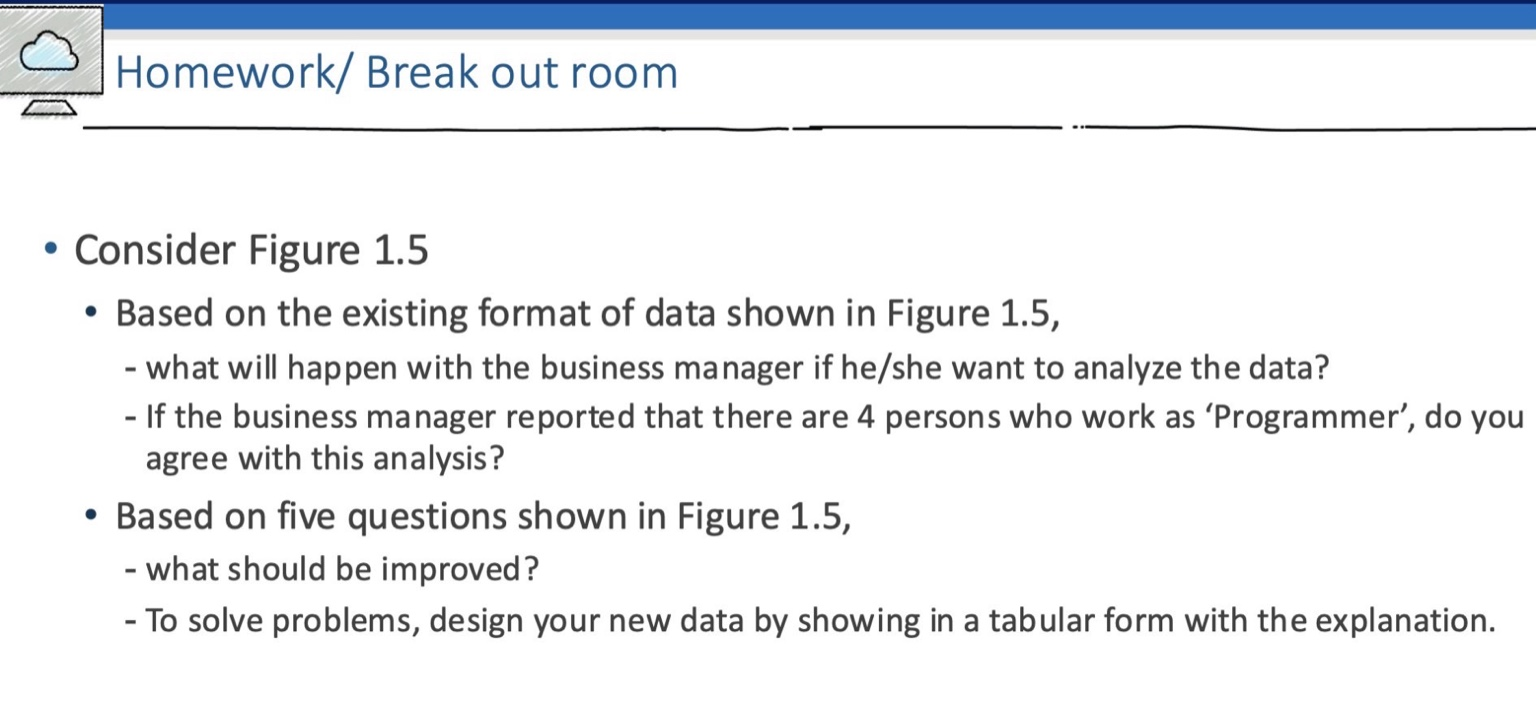 Homework/ Break out room
• Consider Figure 1.5
• Based on the existing format of data shown in Figure 1.5,
- what will happen with the business manager if he/she want to analyze the data?
- If the business manager reported that there are 4 persons who work as ‘Programmer’, do you
agree with this analysis?
• Based on five questions shown in Figure 1.5,
- what should be improved?
- To solve problems, design your new data by showing in a tabular form with the explanation.